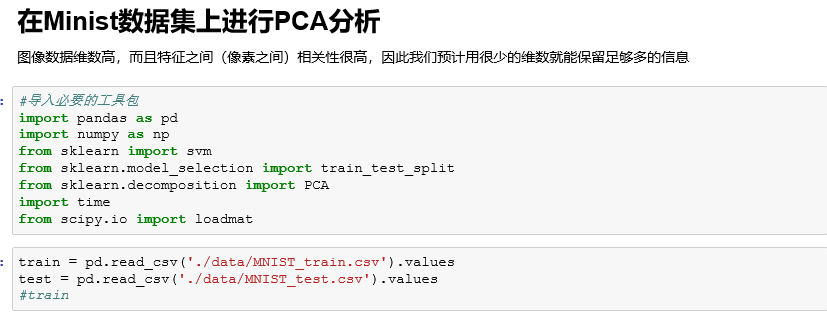 在Minist数据集上进行PCA分析
图像数据维数高，而且特征之间（像素之间）相关性很高，因此我们预计用很少的维数就能保留足够多的信息
:
#导入必要的工具包
import pandas as pd
import numpy as np
from sklearn import svm
from sklearn.model_selection import train_test_split
from sklearn.decomposition import PCA
import time
from scipy.io import loadmat
:
train = pd.read_csv('./data/MNIST_train.csv').values
test = pd.read_csv('./data/MNIST_test.csv').values
#train